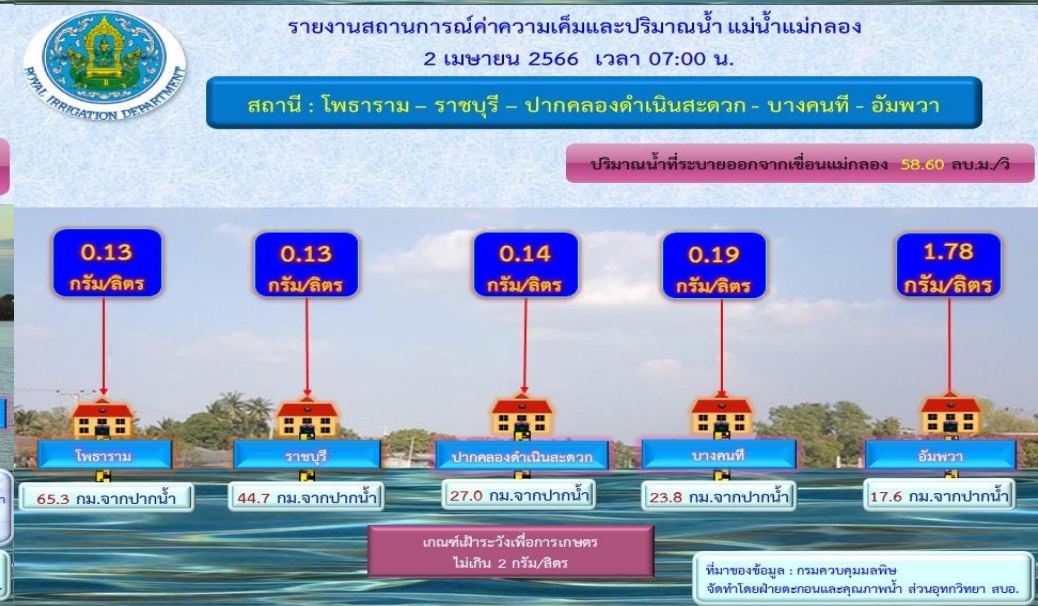 รายงานสถานการณ์ค่าความเค็มและปริมาณน้ำ แม่น้ำแม่กลอง
2 เมษายน 2566 เวลา 07:00 น.
ROYAL IRRIGATION DEPARTMENT
สถานี : โพธาราม – ราชบุรี – ปากคลองดำเนินสะดวก - บางคนที - อัมพวา
ปริมาณน้ำที่ระบายออกจากเขื่อนแม่กลอง 58.60 ลบ.ม./วิ
0.13 0.13 0.14 0.19 1.78
กรัม/ลิตร กรัม/ลิตร กรัม/ลิตร กรัม/ลิตร กรัม/ลิตร
โพธาราม ราชบุรี ปากคลองดำเนินสะดวก บางคนที อัมพวา
65.3 กม.จากปากน้ำ 44.7 กม.จากปากน้ำ 27.0 กม.จากปากน้ำ 23.8 กม.จากปากน้ำ 17.6 กม.จากปากน้ำ
เกณฑ์เฝ้าระวังเพื่อการเกษตร
ไม่เกิน 2 กรัม/ลิตร
ที่มาของข้อมูล : กรมควบคุมมลพิษ
จัดทำโดยฝ่ายตะกอนและคุณภาพน้ำ ส่วนอุทกวิทยา สบอ.